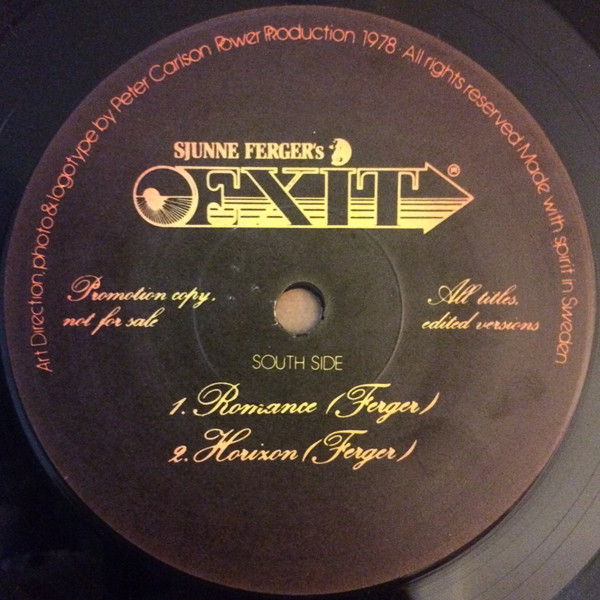 Art Direction, photo & logotype by Peter Carlson Power Production 1978 · All rights reserved Made with spirit in Sweden
SJUNNE FERGER'S
EXIT®
Promotion copy,
not for sale
All titles,
edited versions
SOUTH SIDE
1. Romance (Ferger)
2. Horizon (Ferger)